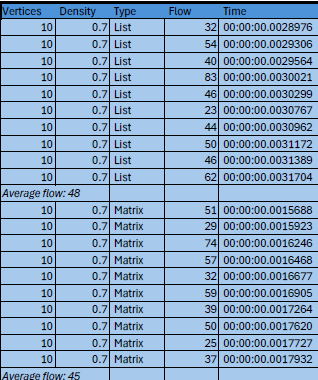 Vertices Density Type Flow Time
10 0.7 List 32 00:00:00.0028976
10 0.7 List 54 00:00:00.0029306
10 0.7 List 40 00:00:00.0029564
10 0.7 List 83 00:00:00.0030021
10 0.7 List 46 00:00:00.0030299
10 0.7 List 23 00:00:00.0030767
10 0.7 List 44 00:00:00.0030962
10 0.7 List 50 00:00:00.0031172
10 0.7 List 46 00:00:00.0031389
10 0.7 List 62 00:00:00.0031704
Average flow: 48
10 0.7 Matrix 51 00:00:00.0015688
10 0.7 Matrix 29 00:00:00.0015923
10 0.7 Matrix 74 00:00:00.0016246
10 0.7 Matrix 57 00:00:00.0016468
10 0.7 Matrix 32 00:00:00.0016677
10 0.7 Matrix 59 00:00:00.0016905
10 0.7 Matrix 39 00:00:00.0017264
10 0.7 Matrix 50 00:00:00.0017620
10 0.7 Matrix 25 00:00:00.0017727
10 0.7 Matrix 37 00:00:00.0017932
Average flow: 45